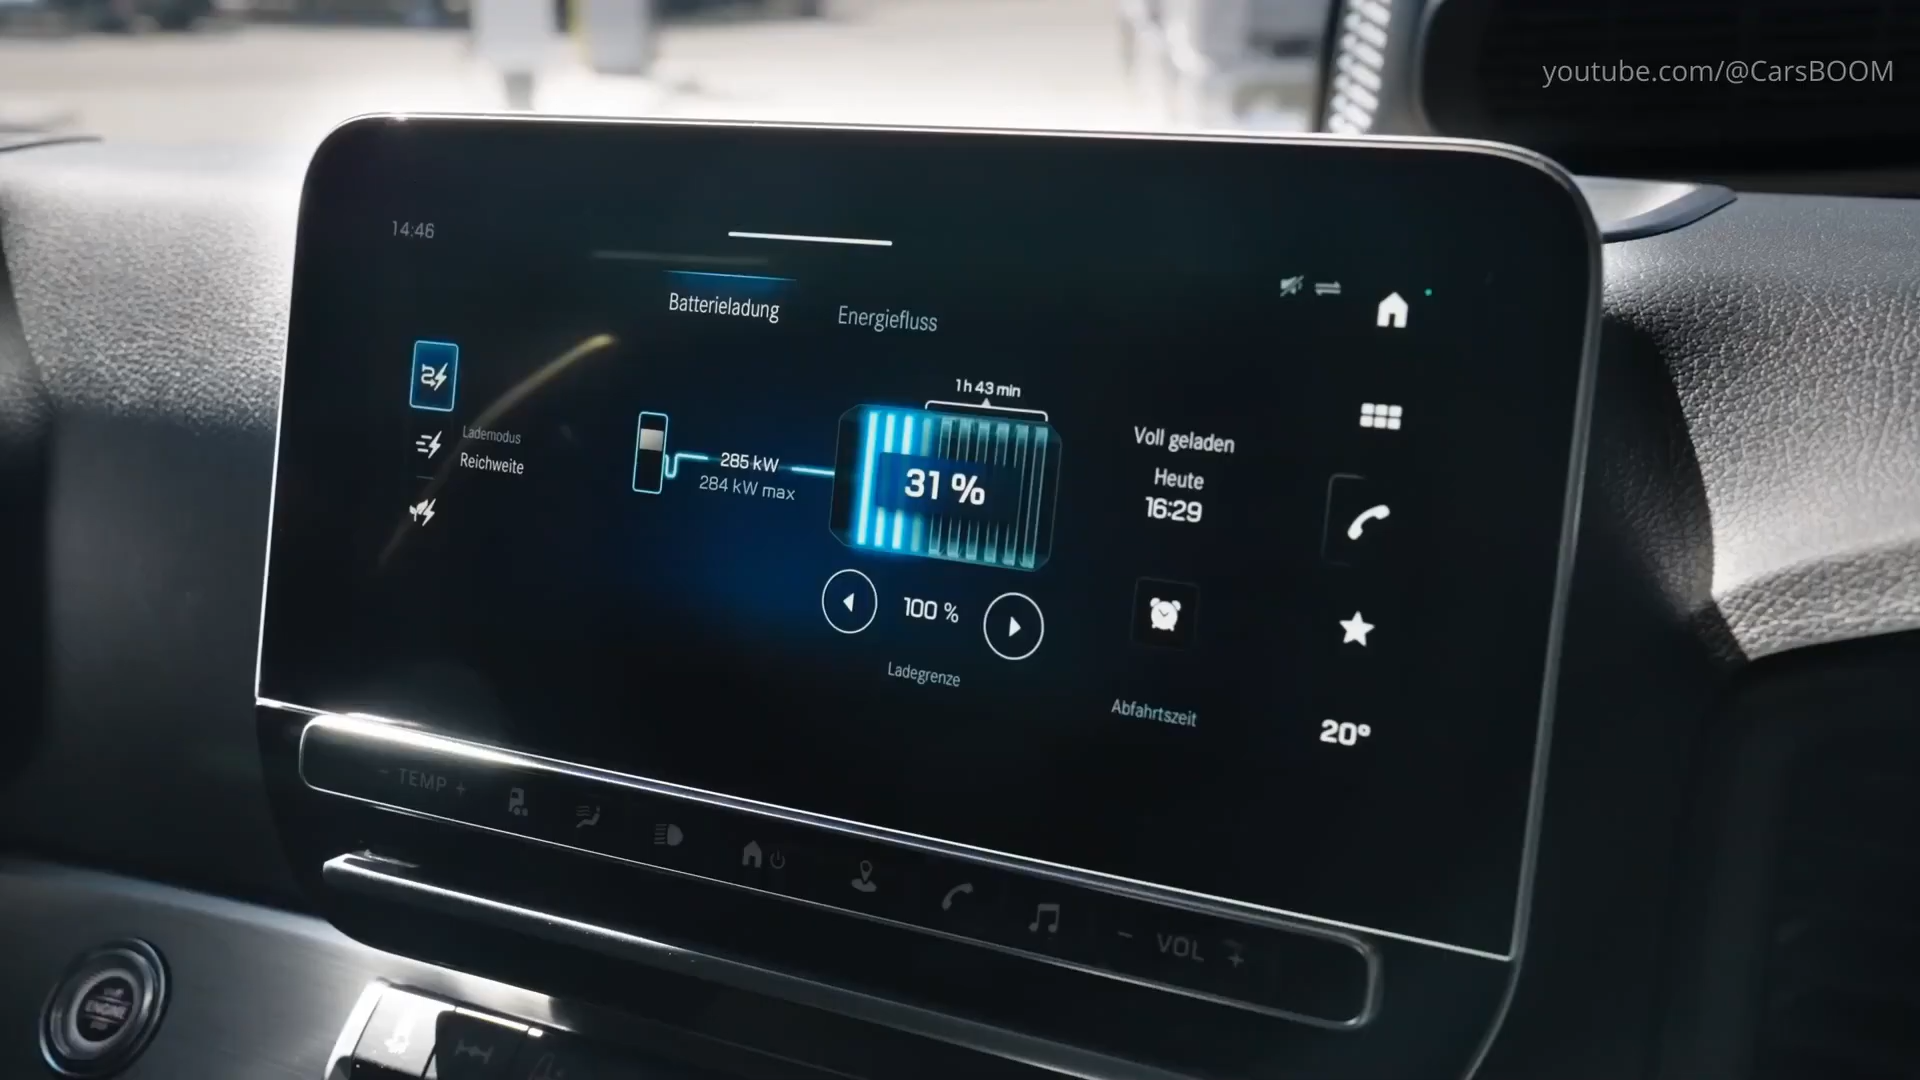 youtube.com/@CarsBOOM
14:46
Batterieladung
Energiefluss
1 h 43 min
Lademodus
Reichweite
285 kW
284 kW max
31 %
Voll geladen
Heute
16:29
100 %
Ladegrenze
Abfahrtszeit
20°
- TEMP +
- VOL +
ENGINE